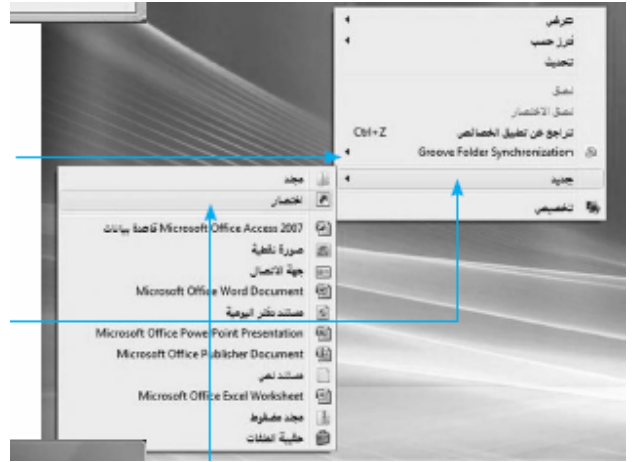 عرض
فرز حسب
تحديث
لصق
لصق الاختصار
تراجع عن تطبيق الخصائص Ctrl+Z
Groove Folder Synchronization
جديد
تخصيص
مجلد
اختصار
قاعدة بيانات Microsoft Office Access 2007
صورة نقطية
جهة الاتصال
Microsoft Office Word Document
مستند دفتر اليومية
Microsoft Office PowerPoint Presentation
Microsoft Office Publisher Document
مستند نصي
Microsoft Office Excel Worksheet
مجلد مضغوط
حقيبة الملفات